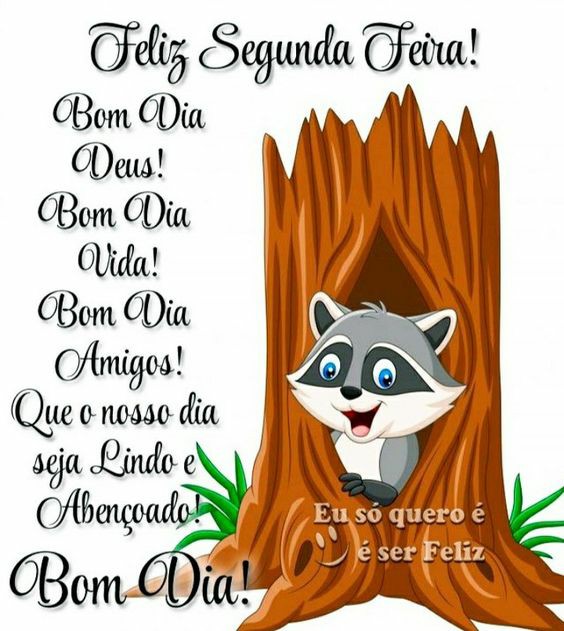 Feliz Segunda Feira!
Bom Dia
Deus!
Bom Dia
Vida!
Bom Dia
Amigos!
Que o nosso dia
seja Lindo e
Abençoado!
Bom Dia!
Eu só quero é
é ser Feliz